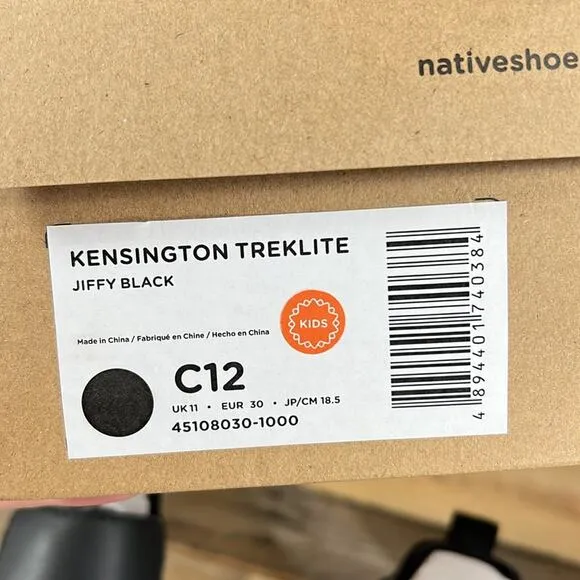 nativeshoe
KENSINGTON TREKLITE
JIFFY BLACK
KIDS
Made in China / Fabriqué en Chine / Hecho en China
C12
UK 11 • EUR 30 • JP/CM 18.5
45108030-1000
4 894401 740384